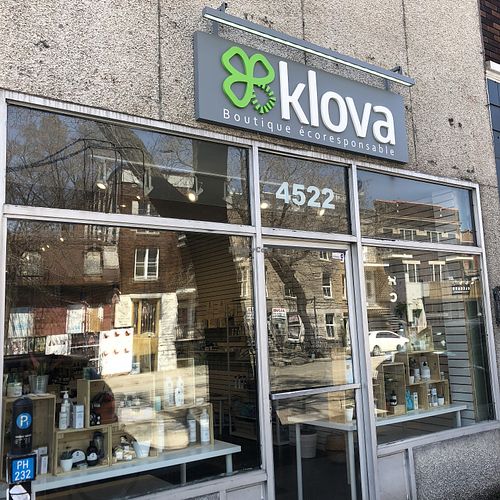 klova
Boutique écoresponsable
4522
P
PH
232